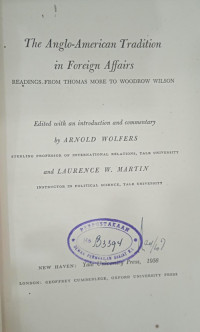 The Anglo-American Tradition
in Foreign Affairs
READINGS FROM THOMAS MORE TO WOODROW WILSON
Edited with an introduction and commentary
by ARNOLD WOLFERS
STERLING PROFESSOR OF INTERNATIONAL RELATIONS, YALE UNIVERSITY
and LAURENCE W. MARTIN
INSTRUCTOR IN POLITICAL SCIENCE, YALE UNIVERSITY
PERPUSTAKAAN
B3394
NEW HAVEN: Yale University Press, 1956
LONDON: GEOFFREY CUMBERLEGE, OXFORD UNIVERSITY PRESS